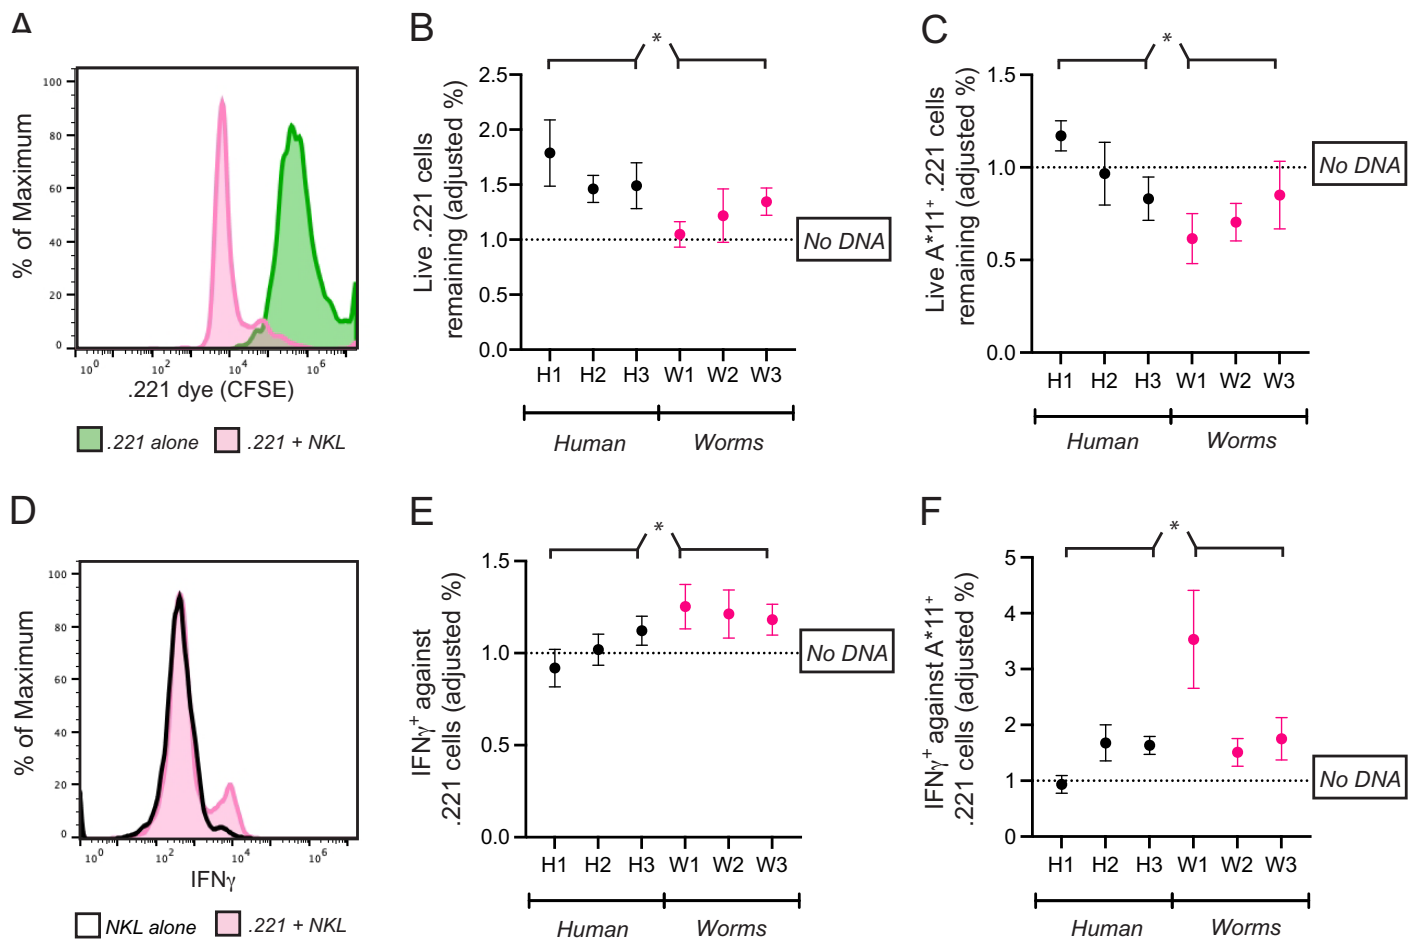 A
% of Maximum
100
80
60
40
20
0
10^0 10^2 10^4 10^6
.221 dye (CFSE)
.221 alone .221 + NKL
B
*
Live .221 cells
remaining (adjusted %)
2.5
2.0
1.5
1.0
0.5
0.0
No DNA
H1 H2 H3 W1 W2 W3
Human Worms
C
*
Live A*11⁺ .221 cells
remaining (adjusted %)
1.5
1.0
0.5
0.0
No DNA
H1 H2 H3 W1 W2 W3
Human Worms
D
% of Maximum
100
80
60
40
20
0
10^0 10^2 10^4 10^6
IFNγ
NKL alone .221 + NKL
E
*
IFNγ⁺ against
.221 cells (adjusted %)
1.5
1.0
0.5
0.0
No DNA
H1 H2 H3 W1 W2 W3
Human Worms
F
*
IFNγ⁺ against A*11⁺
.221 cells (adjusted %)
5
4
3
2
1
0
No DNA
H1 H2 H3 W1 W2 W3
Human Worms